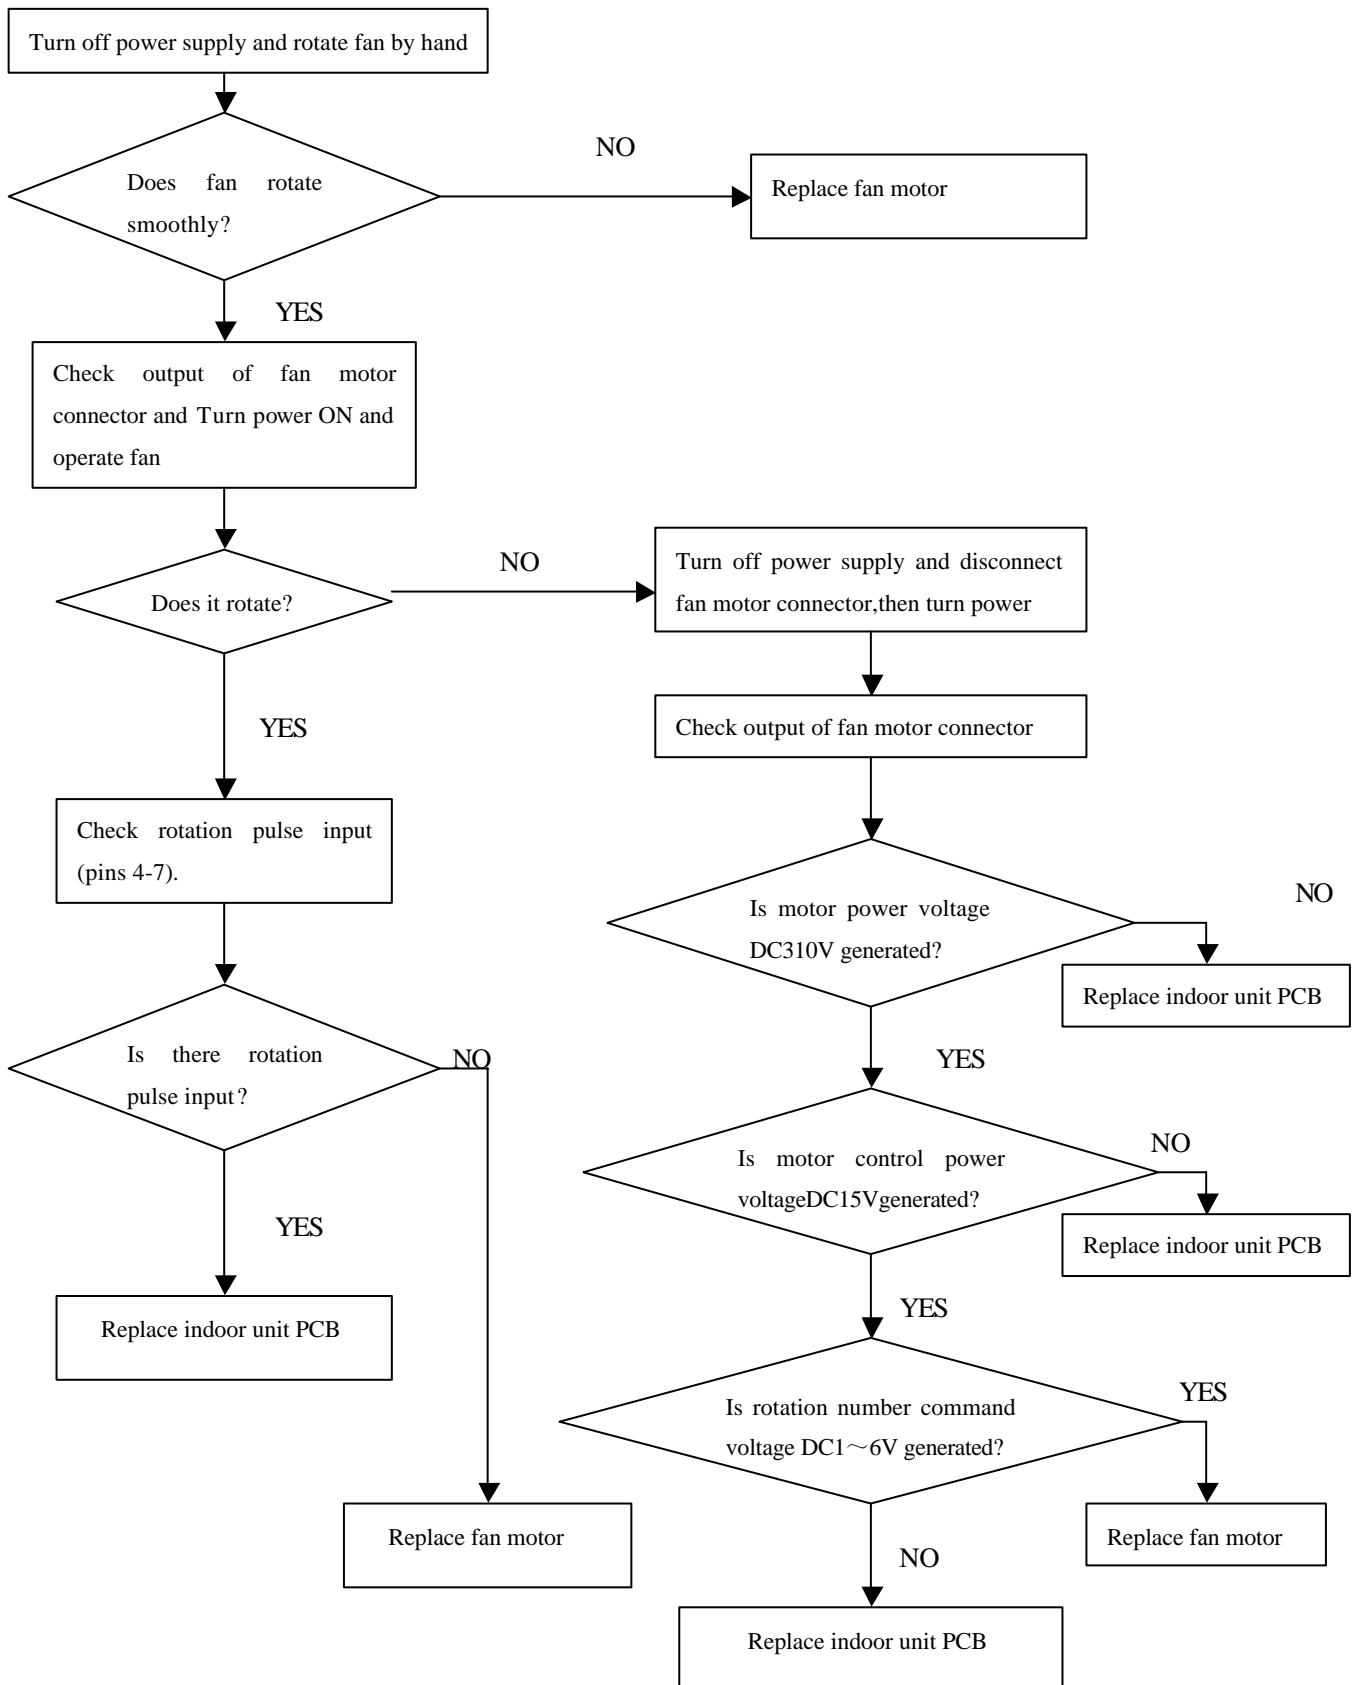 Turn off power supply and rotate fan by hand
NO
Does fan rotate
smoothly?
Replace fan motor
YES
Check output of fan motor
connector and Turn power ON and
operate fan
NO
Turn off power supply and disconnect
fan motor connector,then turn power
Does it rotate?
YES
Check output of fan motor connector
Check rotation pulse input
(pins 4-7).
NO
Is motor power voltage
DC310V generated?
Replace indoor unit PCB
Is there rotation
pulse input?
NO
YES
NO
Is motor control power
voltageDC15Vgenerated?
YES
Replace indoor unit PCB
Replace indoor unit PCB
YES
YES
Is rotation number command
voltage DC1～6V generated?
Replace fan motor
Replace fan motor
NO
Replace indoor unit PCB